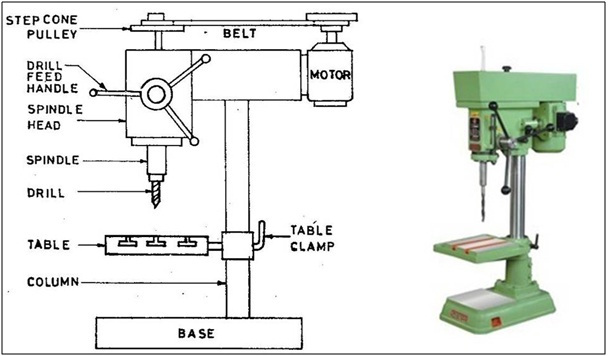 STEP CONE
PULLEY
BELT
DRILL
FEED
HANDLE
MOTOR
SPINDLE
HEAD
SPINDLE
DRILL
TABLE
TABLE
CLAMP
COLUMN
BASE